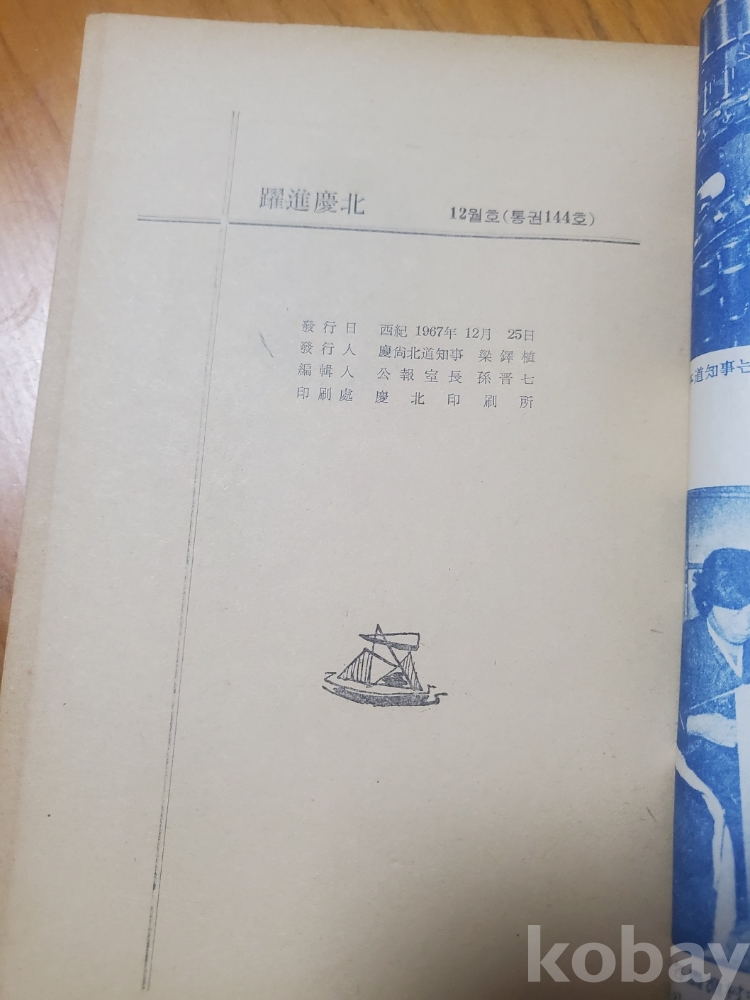 躍進慶北
12월호(통권144호)
發行日 西紀 1967年 12月 25日
發行人 慶尙北道知事 梁鐸植
編輯人 公報室長 孫晋七
印刷處 慶北印刷所
道知事는
kobay